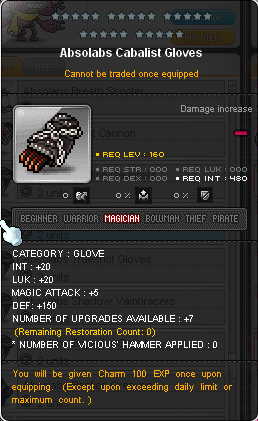 Absolabs Cabalist Gloves
Cannot be traded once equipped
Damage increase
REQ LEV : 160
REQ STR : 000
REQ LUK : 000
REQ DEX : 000
REQ INT : 480
0
0 %
0 %
BEGINNER WARRIOR MAGICIAN BOWMAN THIEF PIRATE
CATEGORY : GLOVE
INT : +20
LUK : +20
MAGIC ATTACK : +5
DEF: +150
NUMBER OF UPGRADES AVAILABLE : +7
(Remaining Restoration Count: 0)
* NUMBER OF VICIOUS' HAMMER APPLIED : 0
You will be given Charm 100 EXP once upon
equipping. (Except upon exceeding daily limit or
maximum count. )